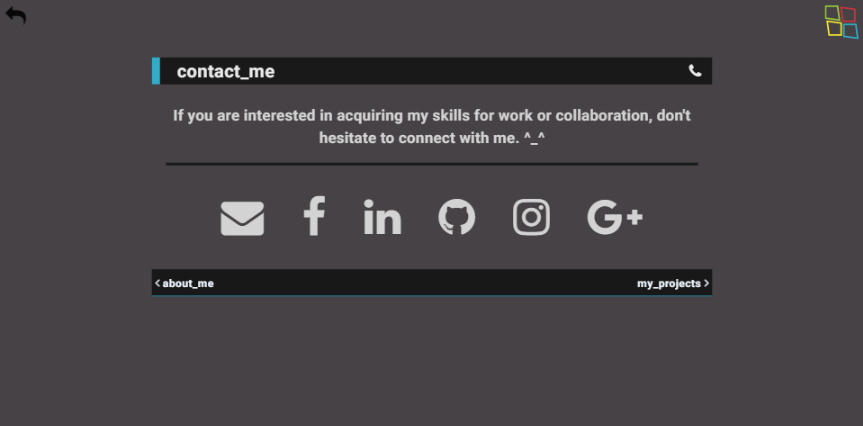 contact_me
If you are interested in acquiring my skills for work or collaboration, don't
hesitate to connect with me. ^_^
about_me
my_projects